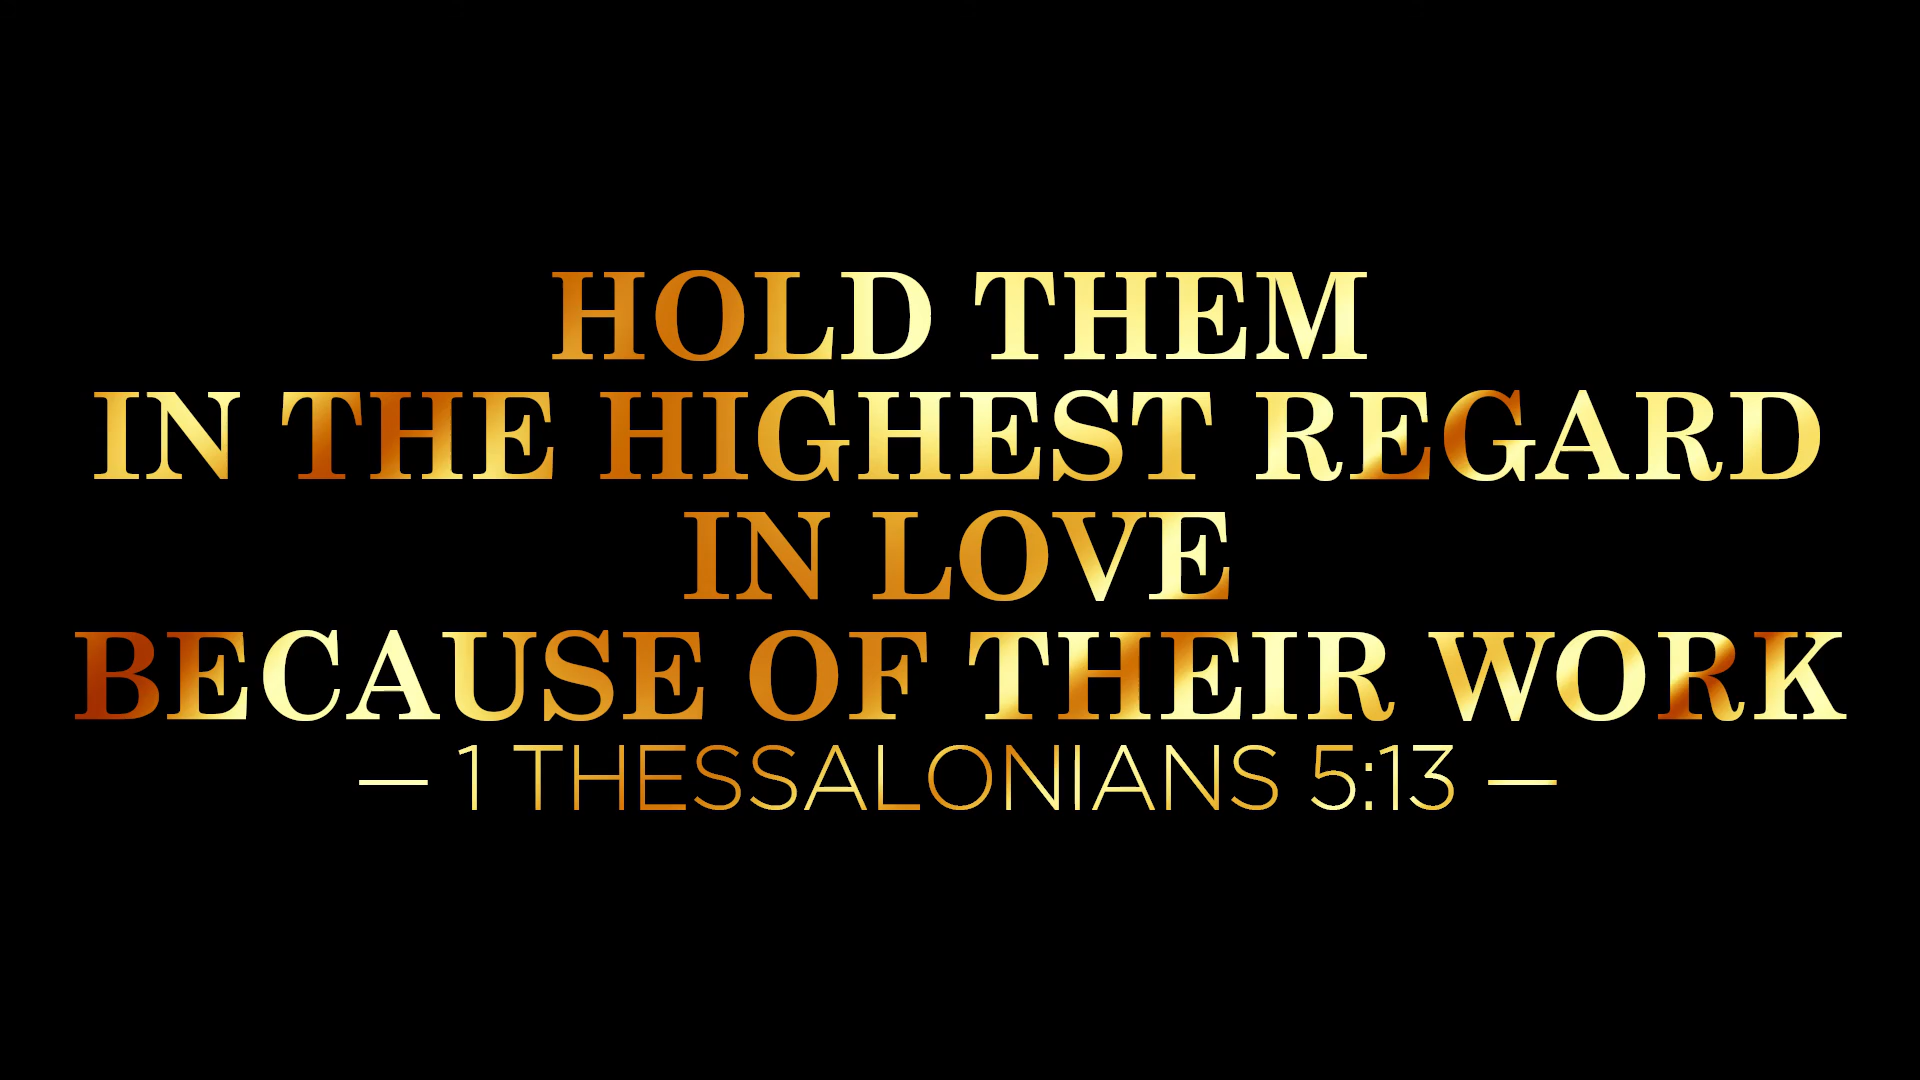 HOLD THEM
IN THE HIGHEST REGARD
IN LOVE
BECAUSE OF THEIR WORK
— 1 THESSALONIANS 5:13 —